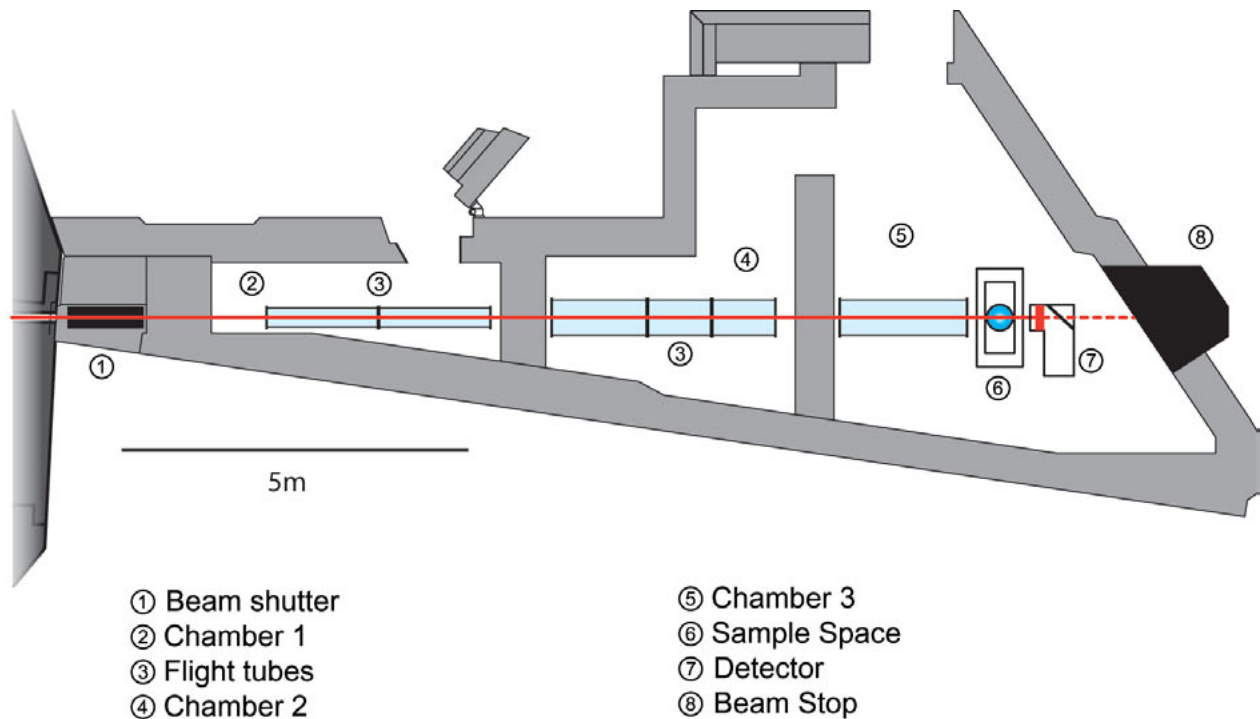 ⑧
⑤
④
② ③
① ③ ⑥ ⑦
5m
① Beam shutter
② Chamber 1
③ Flight tubes
④ Chamber 2
⑤ Chamber 3
⑥ Sample Space
⑦ Detector
⑧ Beam Stop